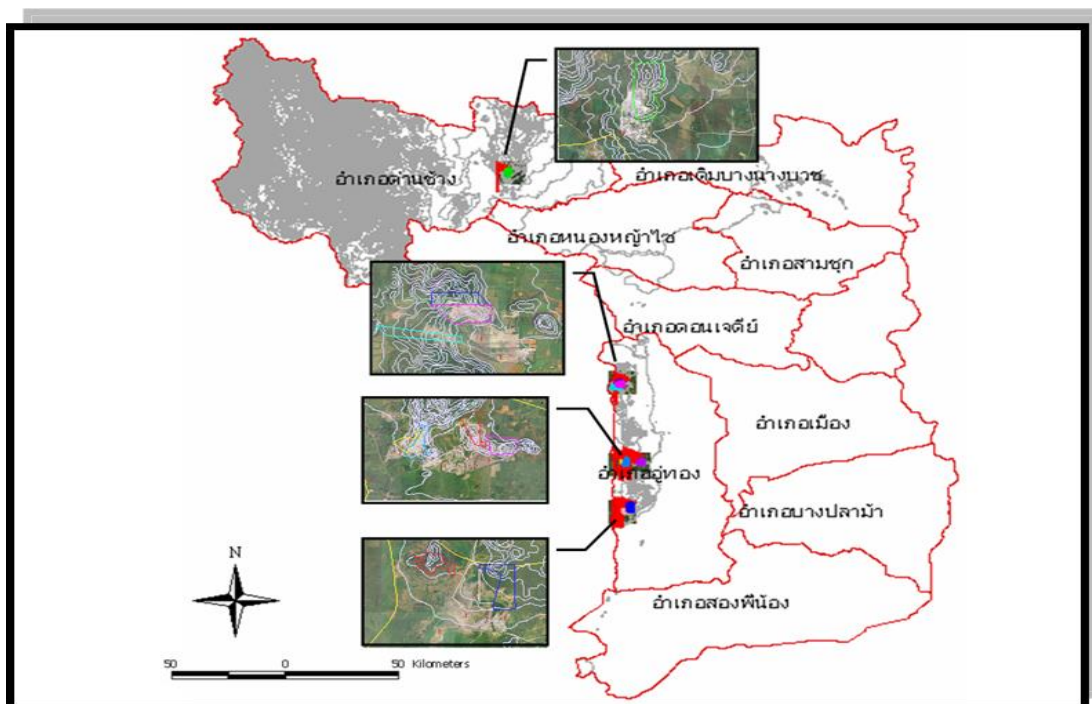 อำเภอด่านช้าง
อำเภอเดิมบางนางบวช
อำเภอหนองหญ้าไซ
อำเภอสามชุก
อำเภอดอนเจดีย์
อำเภอเมือง
อำเภออู่ทอง
อำเภอบางปลาม้า
อำเภอสองพี่น้อง
N
50 0 50 Kilometers